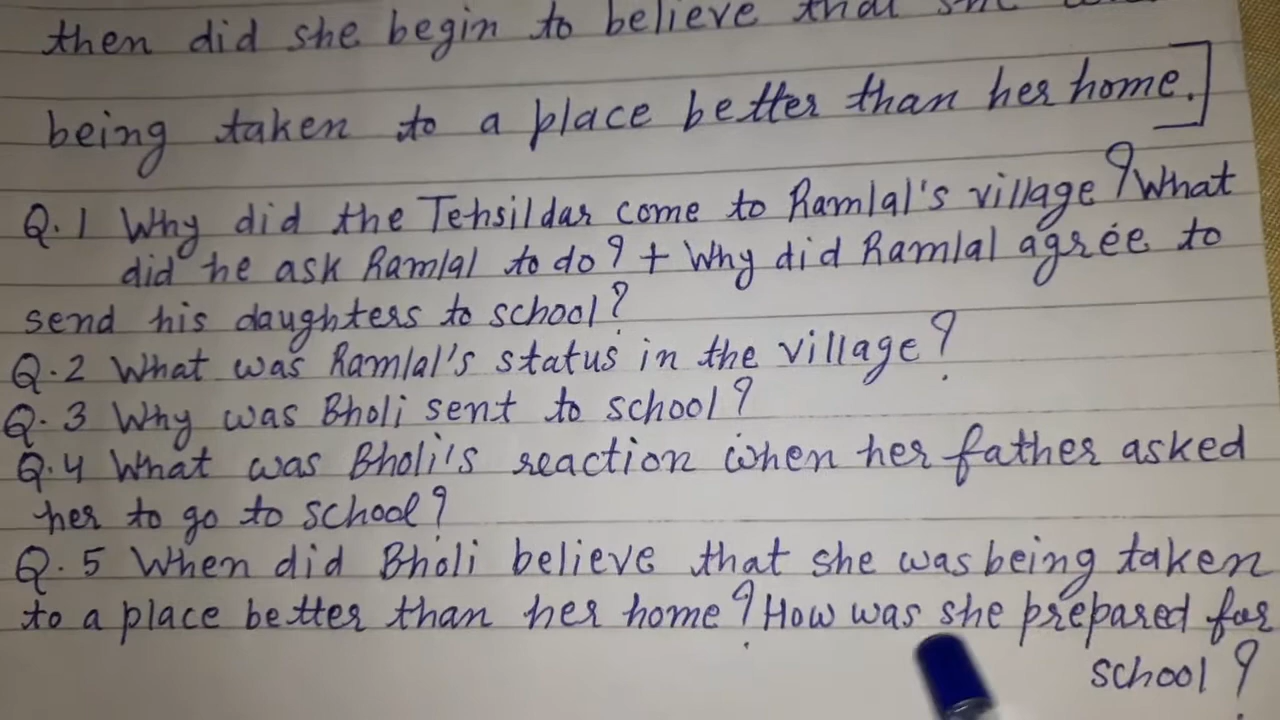 then did she begin to believe that she
being taken to a place better than her home.]
Q.1 Why did the Tehsildar come to Ramlal's village? What
did he ask Ramlal to do? + Why did Ramlal agree to
send his daughters to school?
Q.2 What was Ramlal's status in the village?
Q.3 Why was Bholi sent to school?
Q.4 What was Bholi's reaction when her father asked
her to go to school?
Q.5 When did Bholi believe that she was being taken
to a place better than her home? How was she prepared for
school?